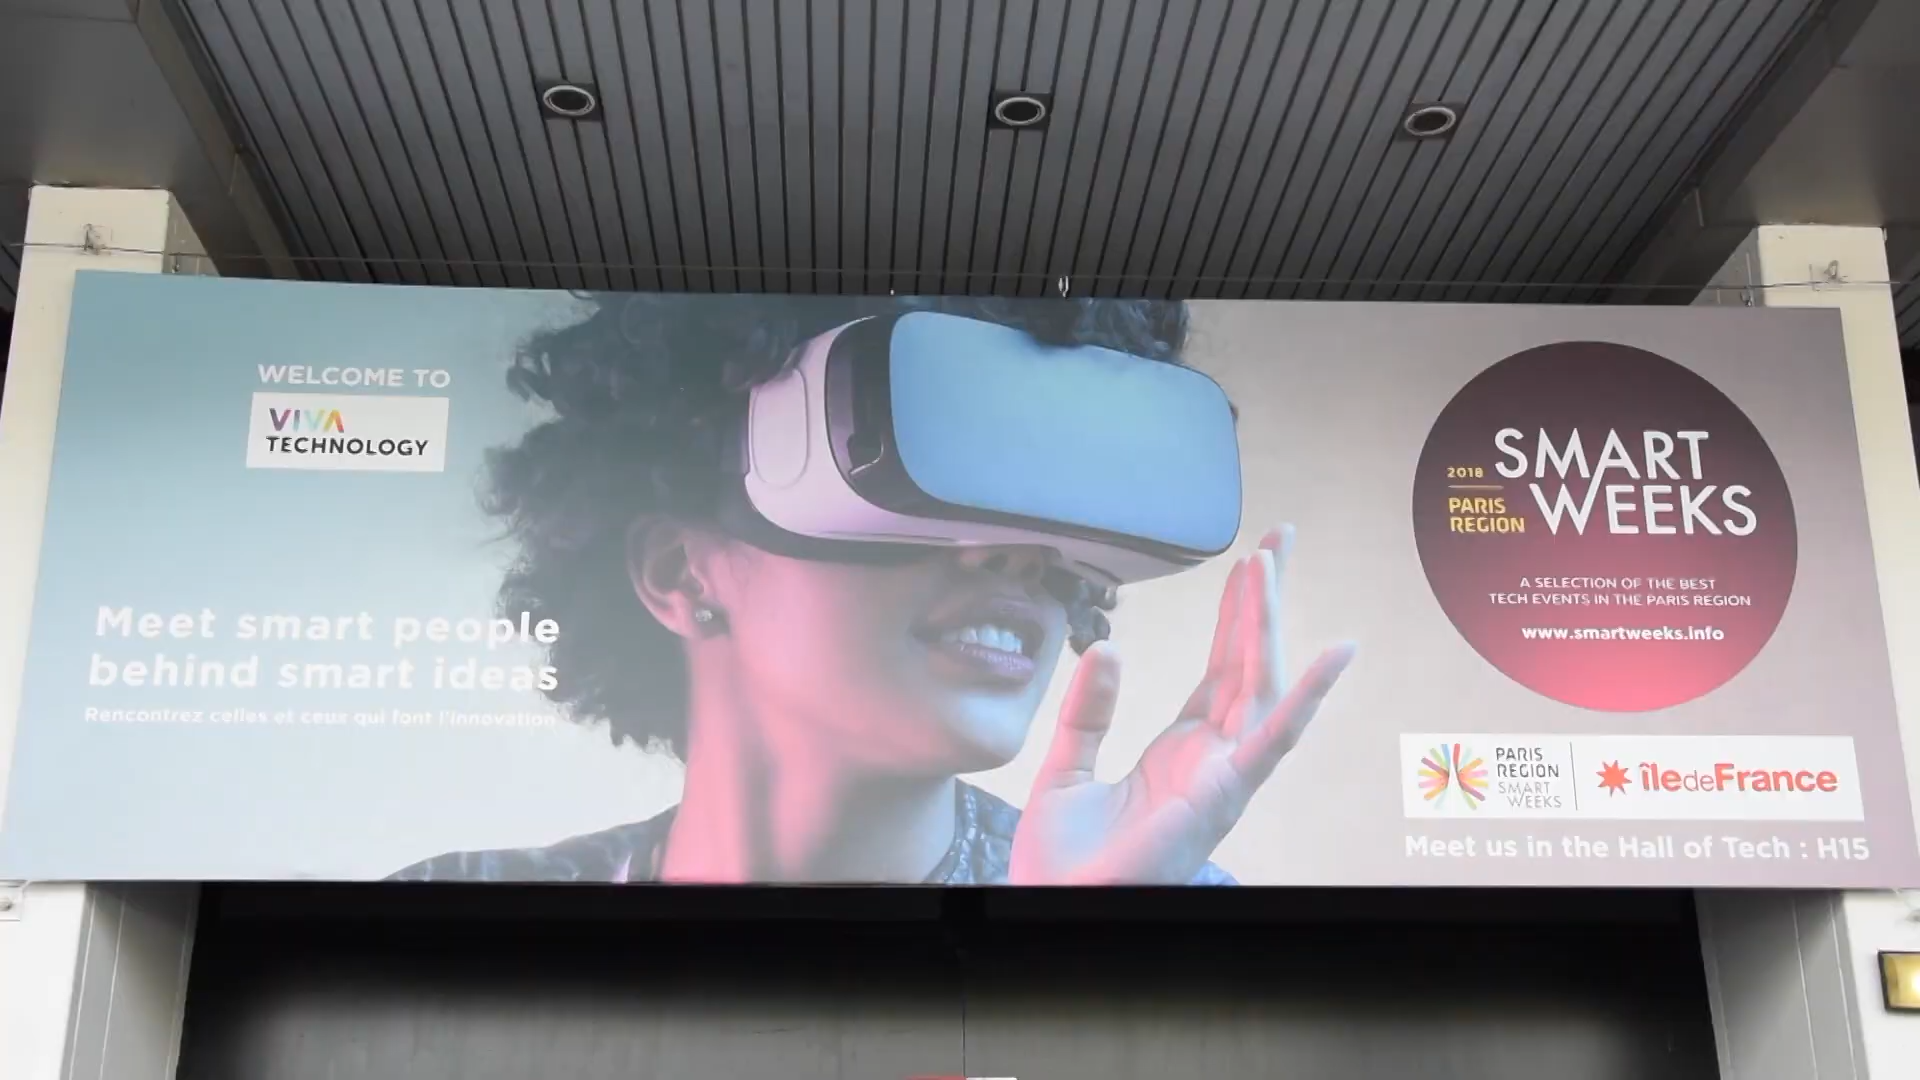 WELCOME TO
VIVA
TECHNOLOGY
Meet smart people
behind smart ideas
Rencontrez celles et ceux qui font l'innovation
2018
PARIS
REGION
SMART
WEEKS
A SELECTION OF THE BEST
TECH EVENTS IN THE PARIS REGION
www.smartweeks.info
PARIS
REGION
SMART
WEEKS
îledeFrance
Meet us in the Hall of Tech : H15